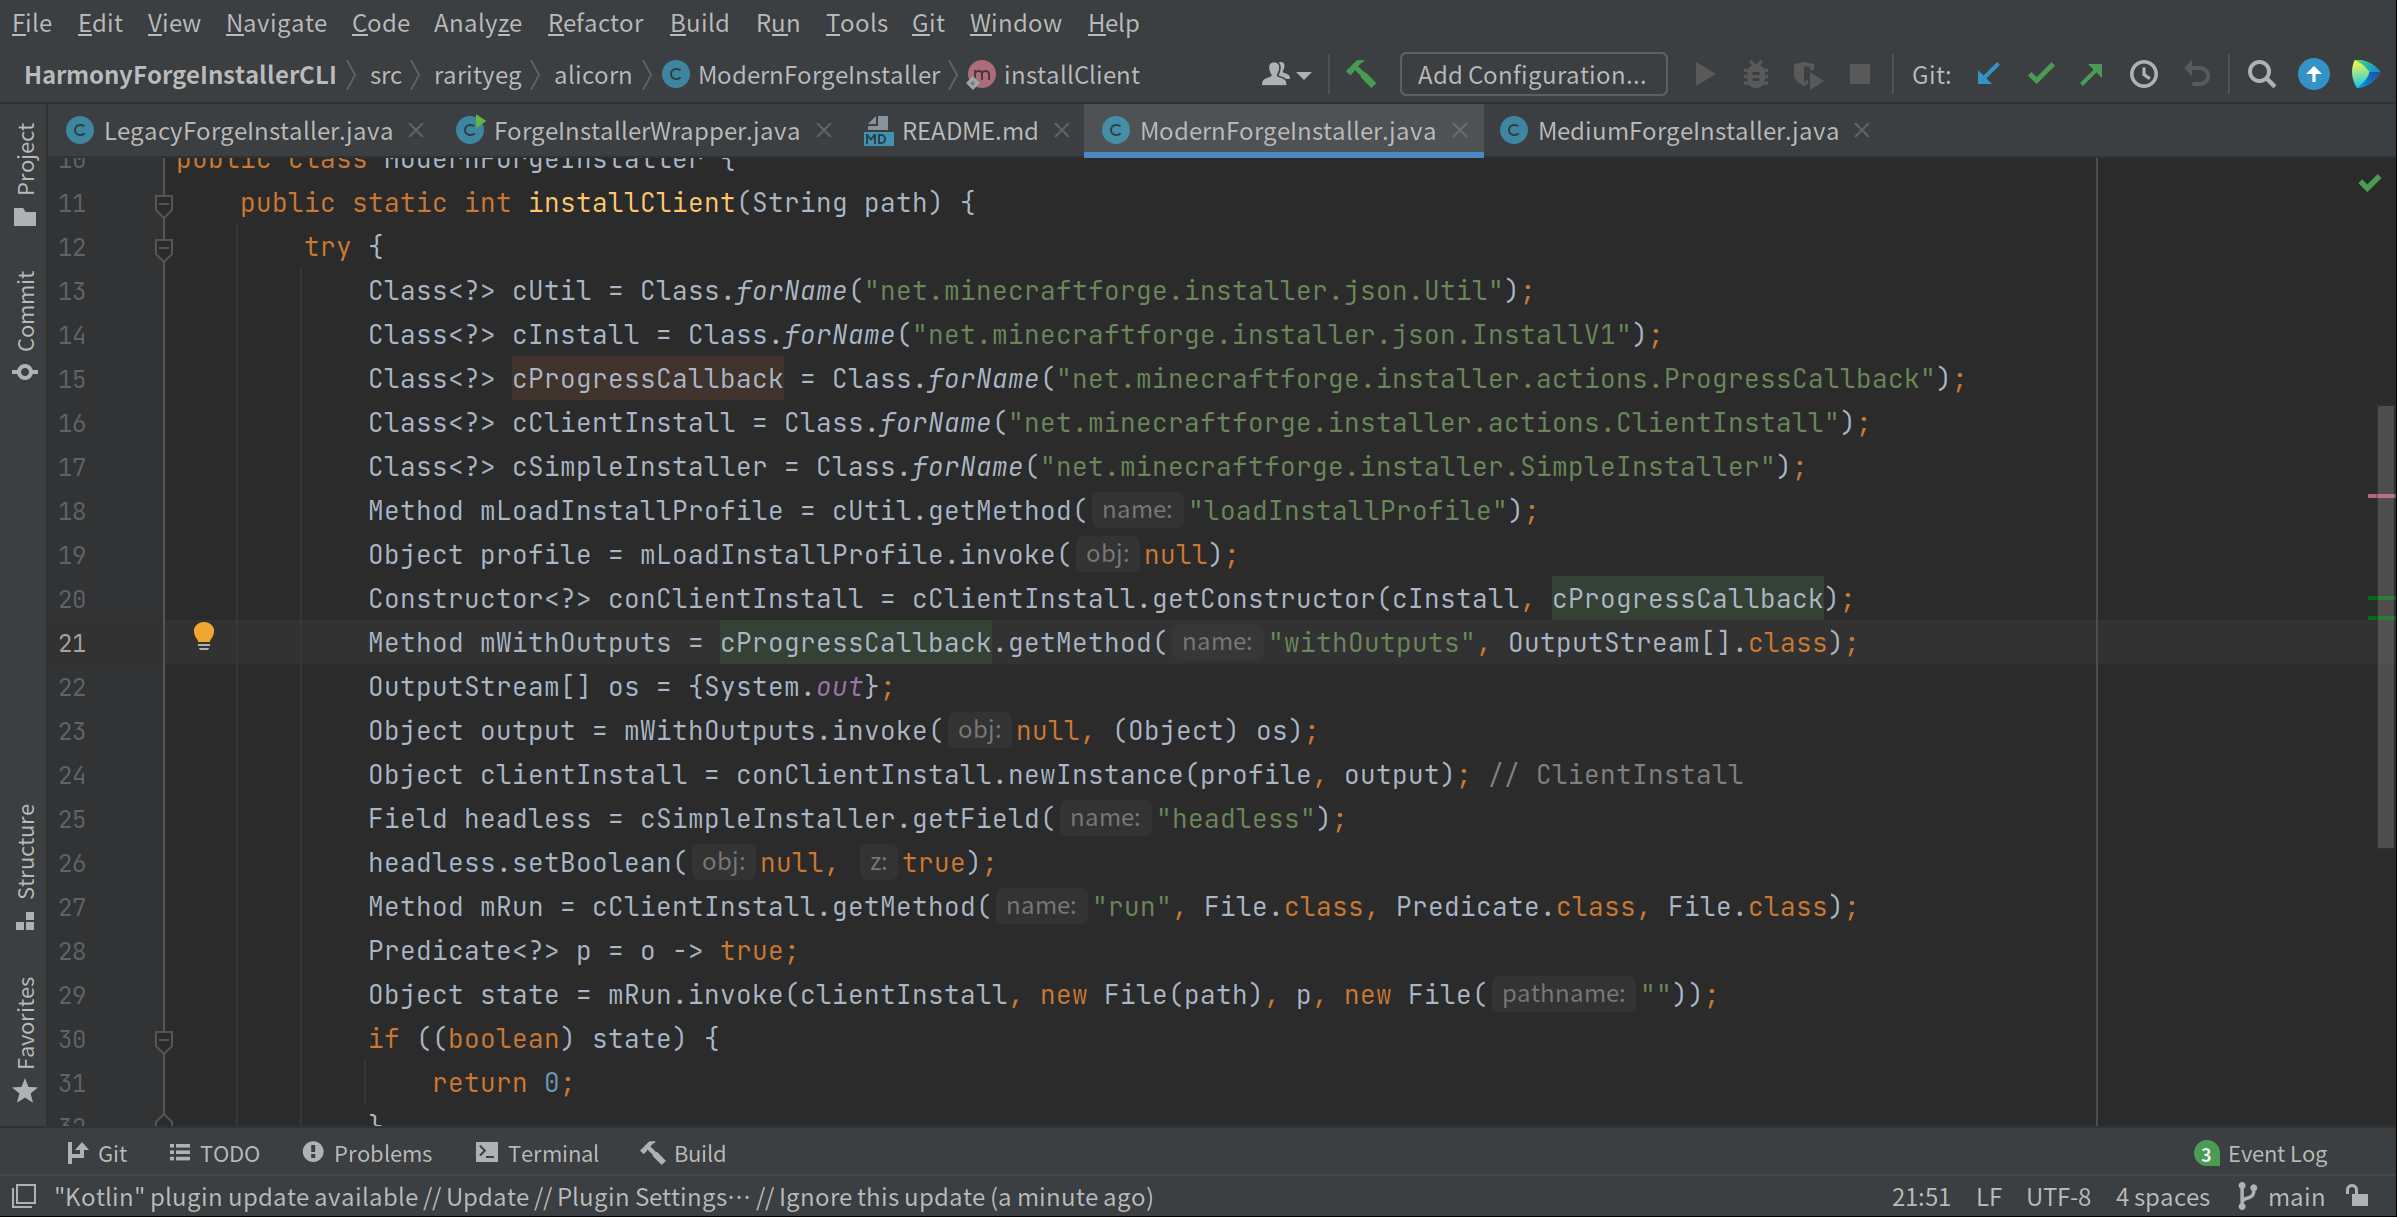 File Edit View Navigate Code Analyze Refactor Build Run Tools Git Window Help
HarmonyForgeInstallerCLI src rarityeg alicorn C ModernForgeInstaller m installClient Add Configuration... Git:
C LegacyForgeInstaller.java C ForgeInstallerWrapper.java MD README.md C ModernForgeInstaller.java C MediumForgeInstaller.java
Project
Commit
Structure
Favorites
10 public class ModernForgeInstaller {
11 public static int installClient(String path) {
12 try {
13 Class<?> cUtil = Class.forName("net.minecraftforge.installer.json.Util");
14 Class<?> cInstall = Class.forName("net.minecraftforge.installer.json.InstallV1");
15 Class<?> cProgressCallback = Class.forName("net.minecraftforge.installer.actions.ProgressCallback");
16 Class<?> cClientInstall = Class.forName("net.minecraftforge.installer.actions.ClientInstall");
17 Class<?> cSimpleInstaller = Class.forName("net.minecraftforge.installer.SimpleInstaller");
18 Method mLoadInstallProfile = cUtil.getMethod( name: "loadInstallProfile");
19 Object profile = mLoadInstallProfile.invoke( obj: null);
20 Constructor<?> conClientInstall = cClientInstall.getConstructor(cInstall, cProgressCallback);
21 Method mWithOutputs = cProgressCallback.getMethod( name: "withOutputs", OutputStream[].class);
22 OutputStream[] os = {System.out};
23 Object output = mWithOutputs.invoke( obj: null, (Object) os);
24 Object clientInstall = conClientInstall.newInstance(profile, output); // ClientInstall
25 Field headless = cSimpleInstaller.getField( name: "headless");
26 headless.setBoolean( obj: null, z: true);
27 Method mRun = cClientInstall.getMethod( name: "run", File.class, Predicate.class, File.class);
28 Predicate<?> p = o -> true;
29 Object state = mRun.invoke(clientInstall, new File(path), p, new File( pathname: ""));
30 if ((boolean) state) {
31 return 0;
32 }
Git TODO Problems Terminal Build 3 Event Log
"Kotlin" plugin update available // Update // Plugin Settings... // Ignore this update (a minute ago) 21:51 LF UTF-8 4 spaces main